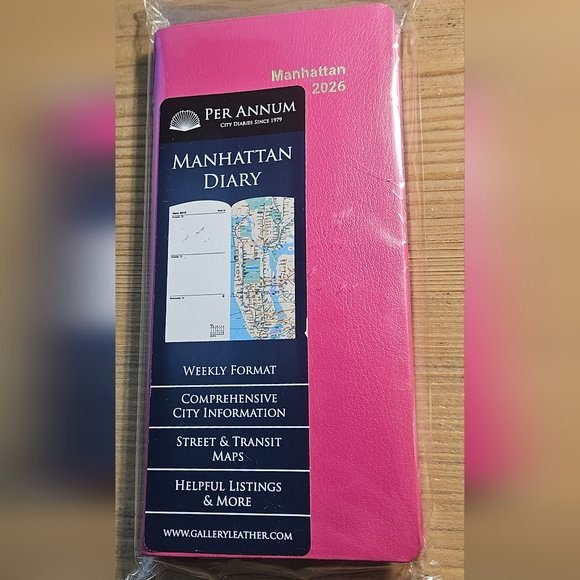 Manhattan
2026
PER ANNUM
CITY DIARIES SINCE 1979
MANHATTAN
DIARY
WEEKLY FORMAT
COMPREHENSIVE
CITY INFORMATION
STREET & TRANSIT
MAPS
HELPFUL LISTINGS
& MORE
WWW.GALLERYLEATHER.COM